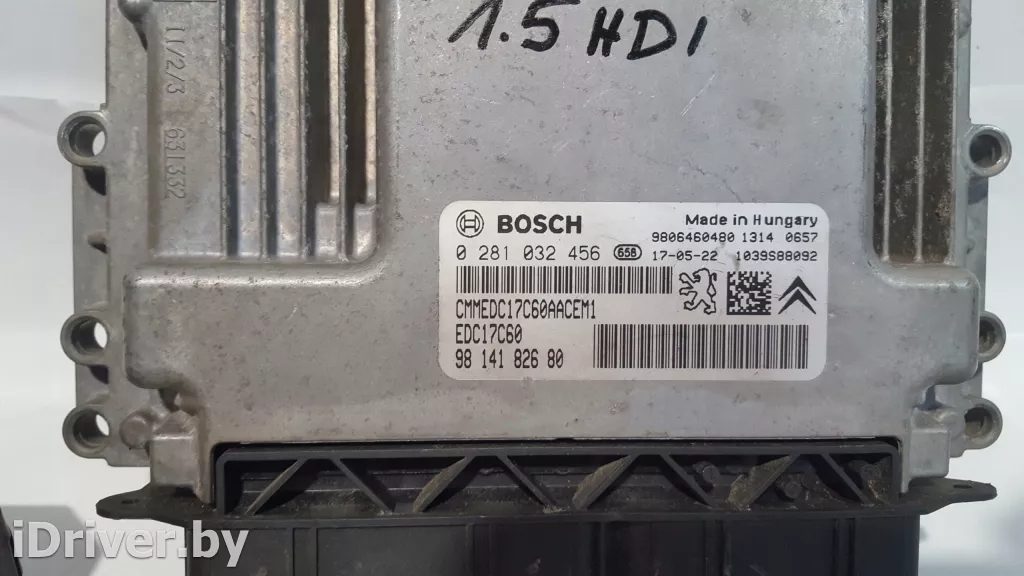 1.5 HDI
11/2/3 631332
BOSCH
Made in Hungary
9806460480 1314 0657
0 281 032 456 658 17-05-22 1039S88092
CMMEDC17C60AACEM1
EDC17C60
98 141 826 80
iDriver.by